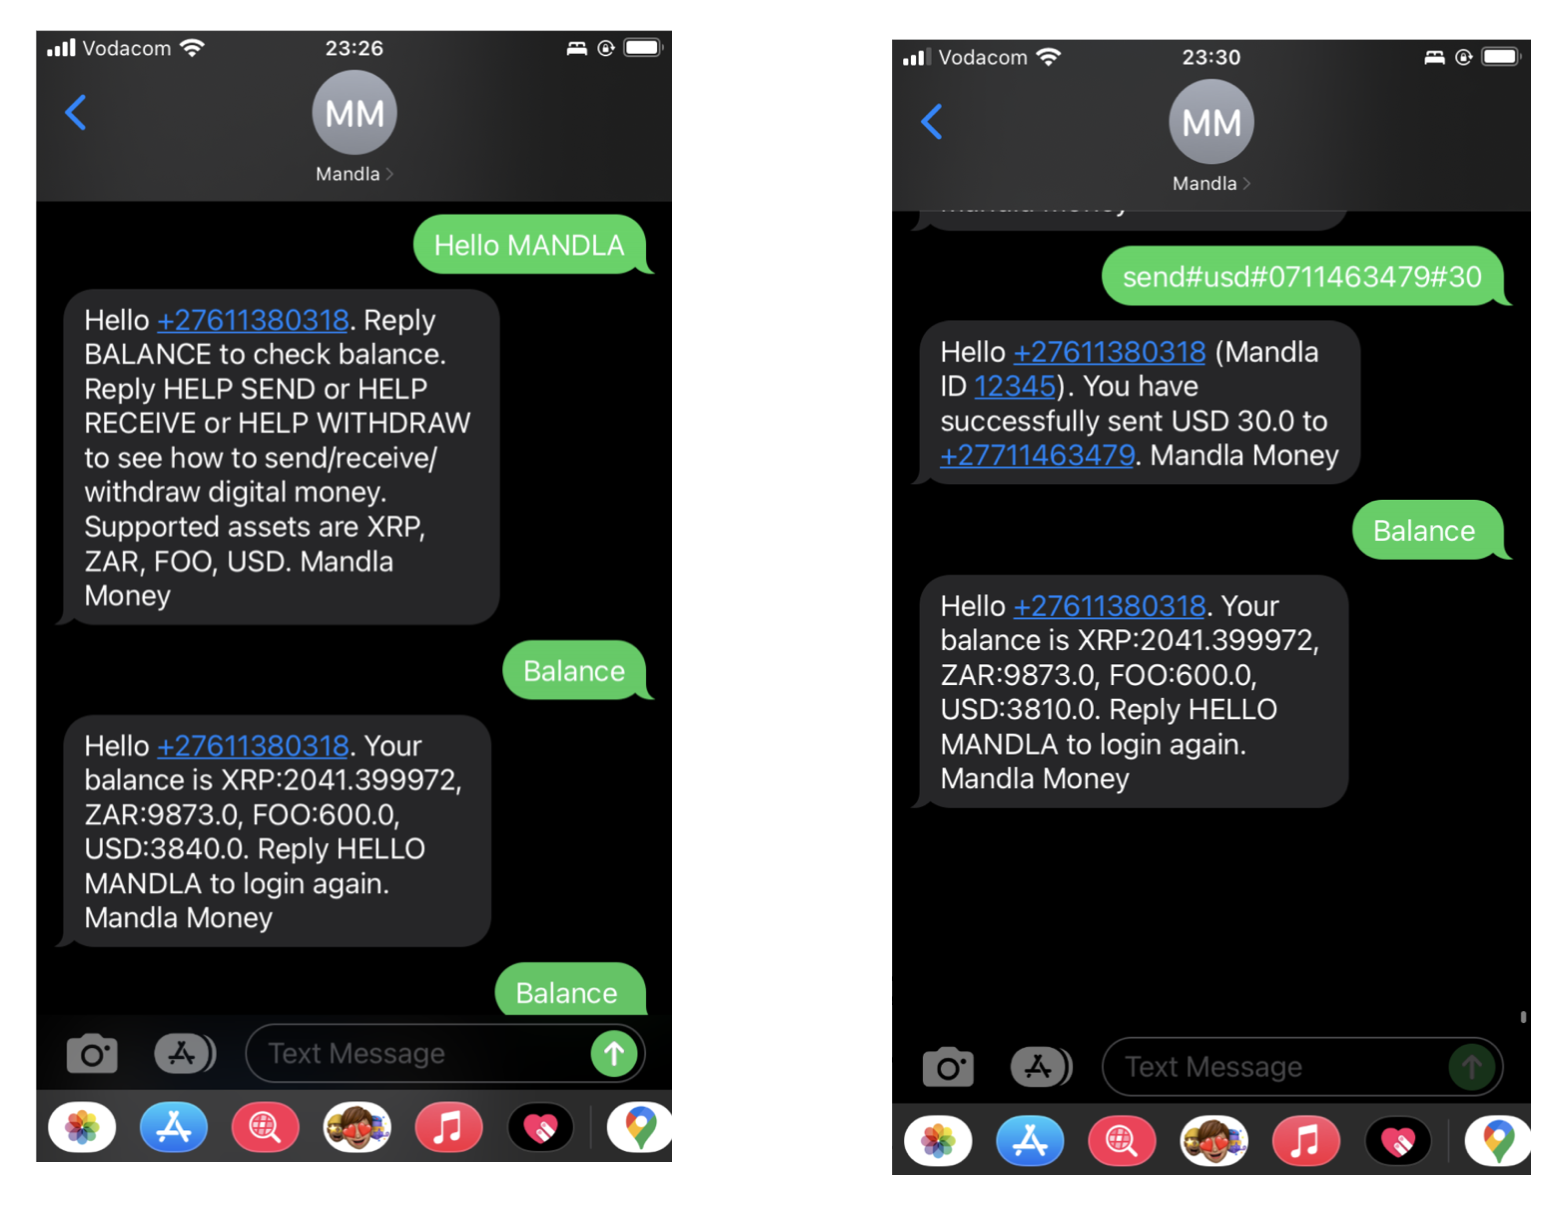 Vodacom 23:26
MM
Mandla
Hello MANDLA
Hello +27611380318. Reply
BALANCE to check balance.
Reply HELP SEND or HELP
RECEIVE or HELP WITHDRAW
to see how to send/receive/
withdraw digital money.
Supported assets are XRP,
ZAR, FOO, USD. Mandla
Money
Balance
Hello +27611380318. Your
balance is XRP:2041.399972,
ZAR:9873.0, FOO:600.0,
USD:3840.0. Reply HELLO
MANDLA to login again.
Mandla Money
Balance
Text Message
Vodacom 23:30
MM
Mandla
send#usd#0711463479#30
Hello +27611380318 (Mandla
ID 12345). You have
successfully sent USD 30.0 to
+27711463479. Mandla Money
Balance
Hello +27611380318. Your
balance is XRP:2041.399972,
ZAR:9873.0, FOO:600.0,
USD:3810.0. Reply HELLO
MANDLA to login again.
Mandla Money
Text Message